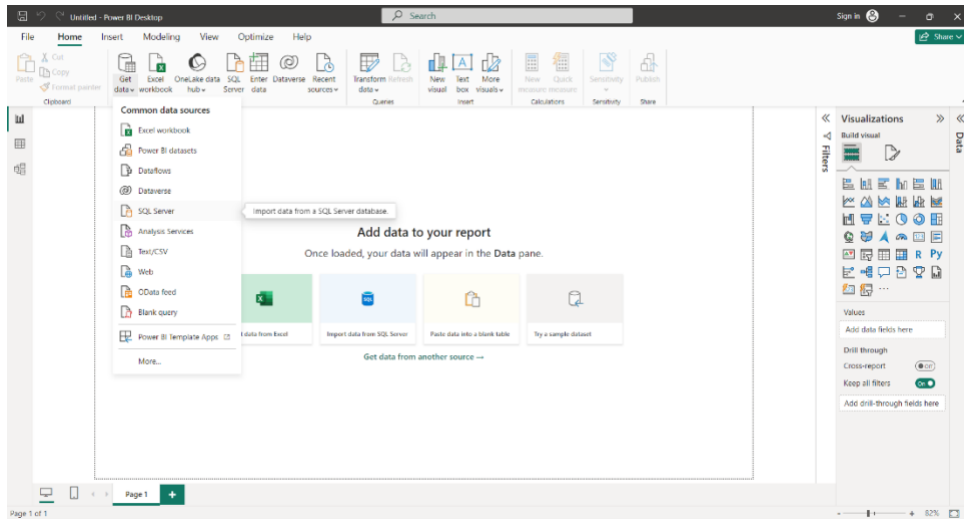 Untitled - Power BI Desktop
Search
Sign in
File Home Insert Modeling View Optimize Help
Share
Paste
Cut
Copy
Format painter
Get data
Excel workbook
OneLake data hub
SQL Server
Enter data
Dataverse
Recent sources
Transform data
Refresh
New visual
Text box
More visuals
New measure
Quick measure
Sensitivity
Publish
Clipboard
Queries
Insert
Calculations
Sensitivity
Share
Common data sources
Excel workbook
Power BI datasets
Dataflows
Dataverse
SQL Server
Import data from a SQL Server database.
Analysis Services
Text/CSV
Web
OData feed
Blank query
Power BI Template Apps
More...
Add data to your report
Once loaded, your data will appear in the Data pane.
data from Excel
SQL
Import data from SQL Server
Paste data into a blank table
Try a sample dataset
Get data from another source →
Filters
Visualizations
Build visual
Data
R Py
Values
Add data fields here
Drill through
Cross-report
Off
Keep all filters
On
Add drill-through fields here
Page 1
Page 1 of 1
82%